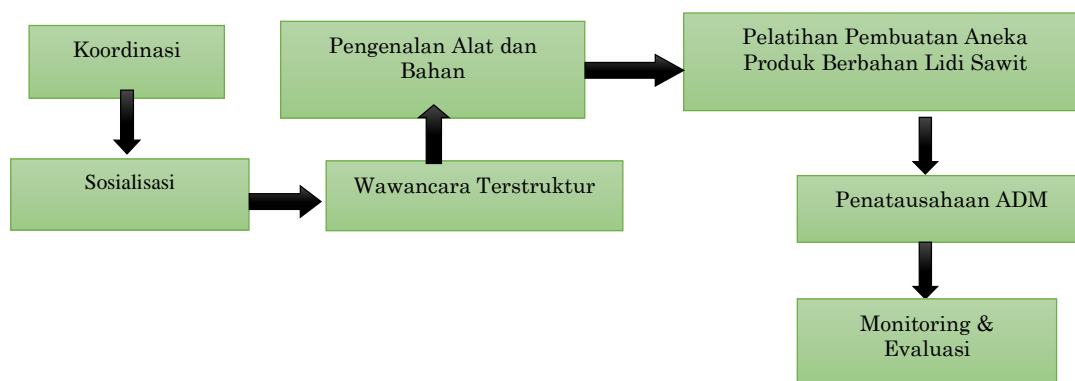 Koordinasi
Sosialisasi
Wawancara Terstruktur
Pengenalan Alat dan
Bahan
Pelatihan Pembuatan Aneka
Produk Berbahan Lidi Sawit
Penatausahaan ADM
Monitoring &
Evaluasi